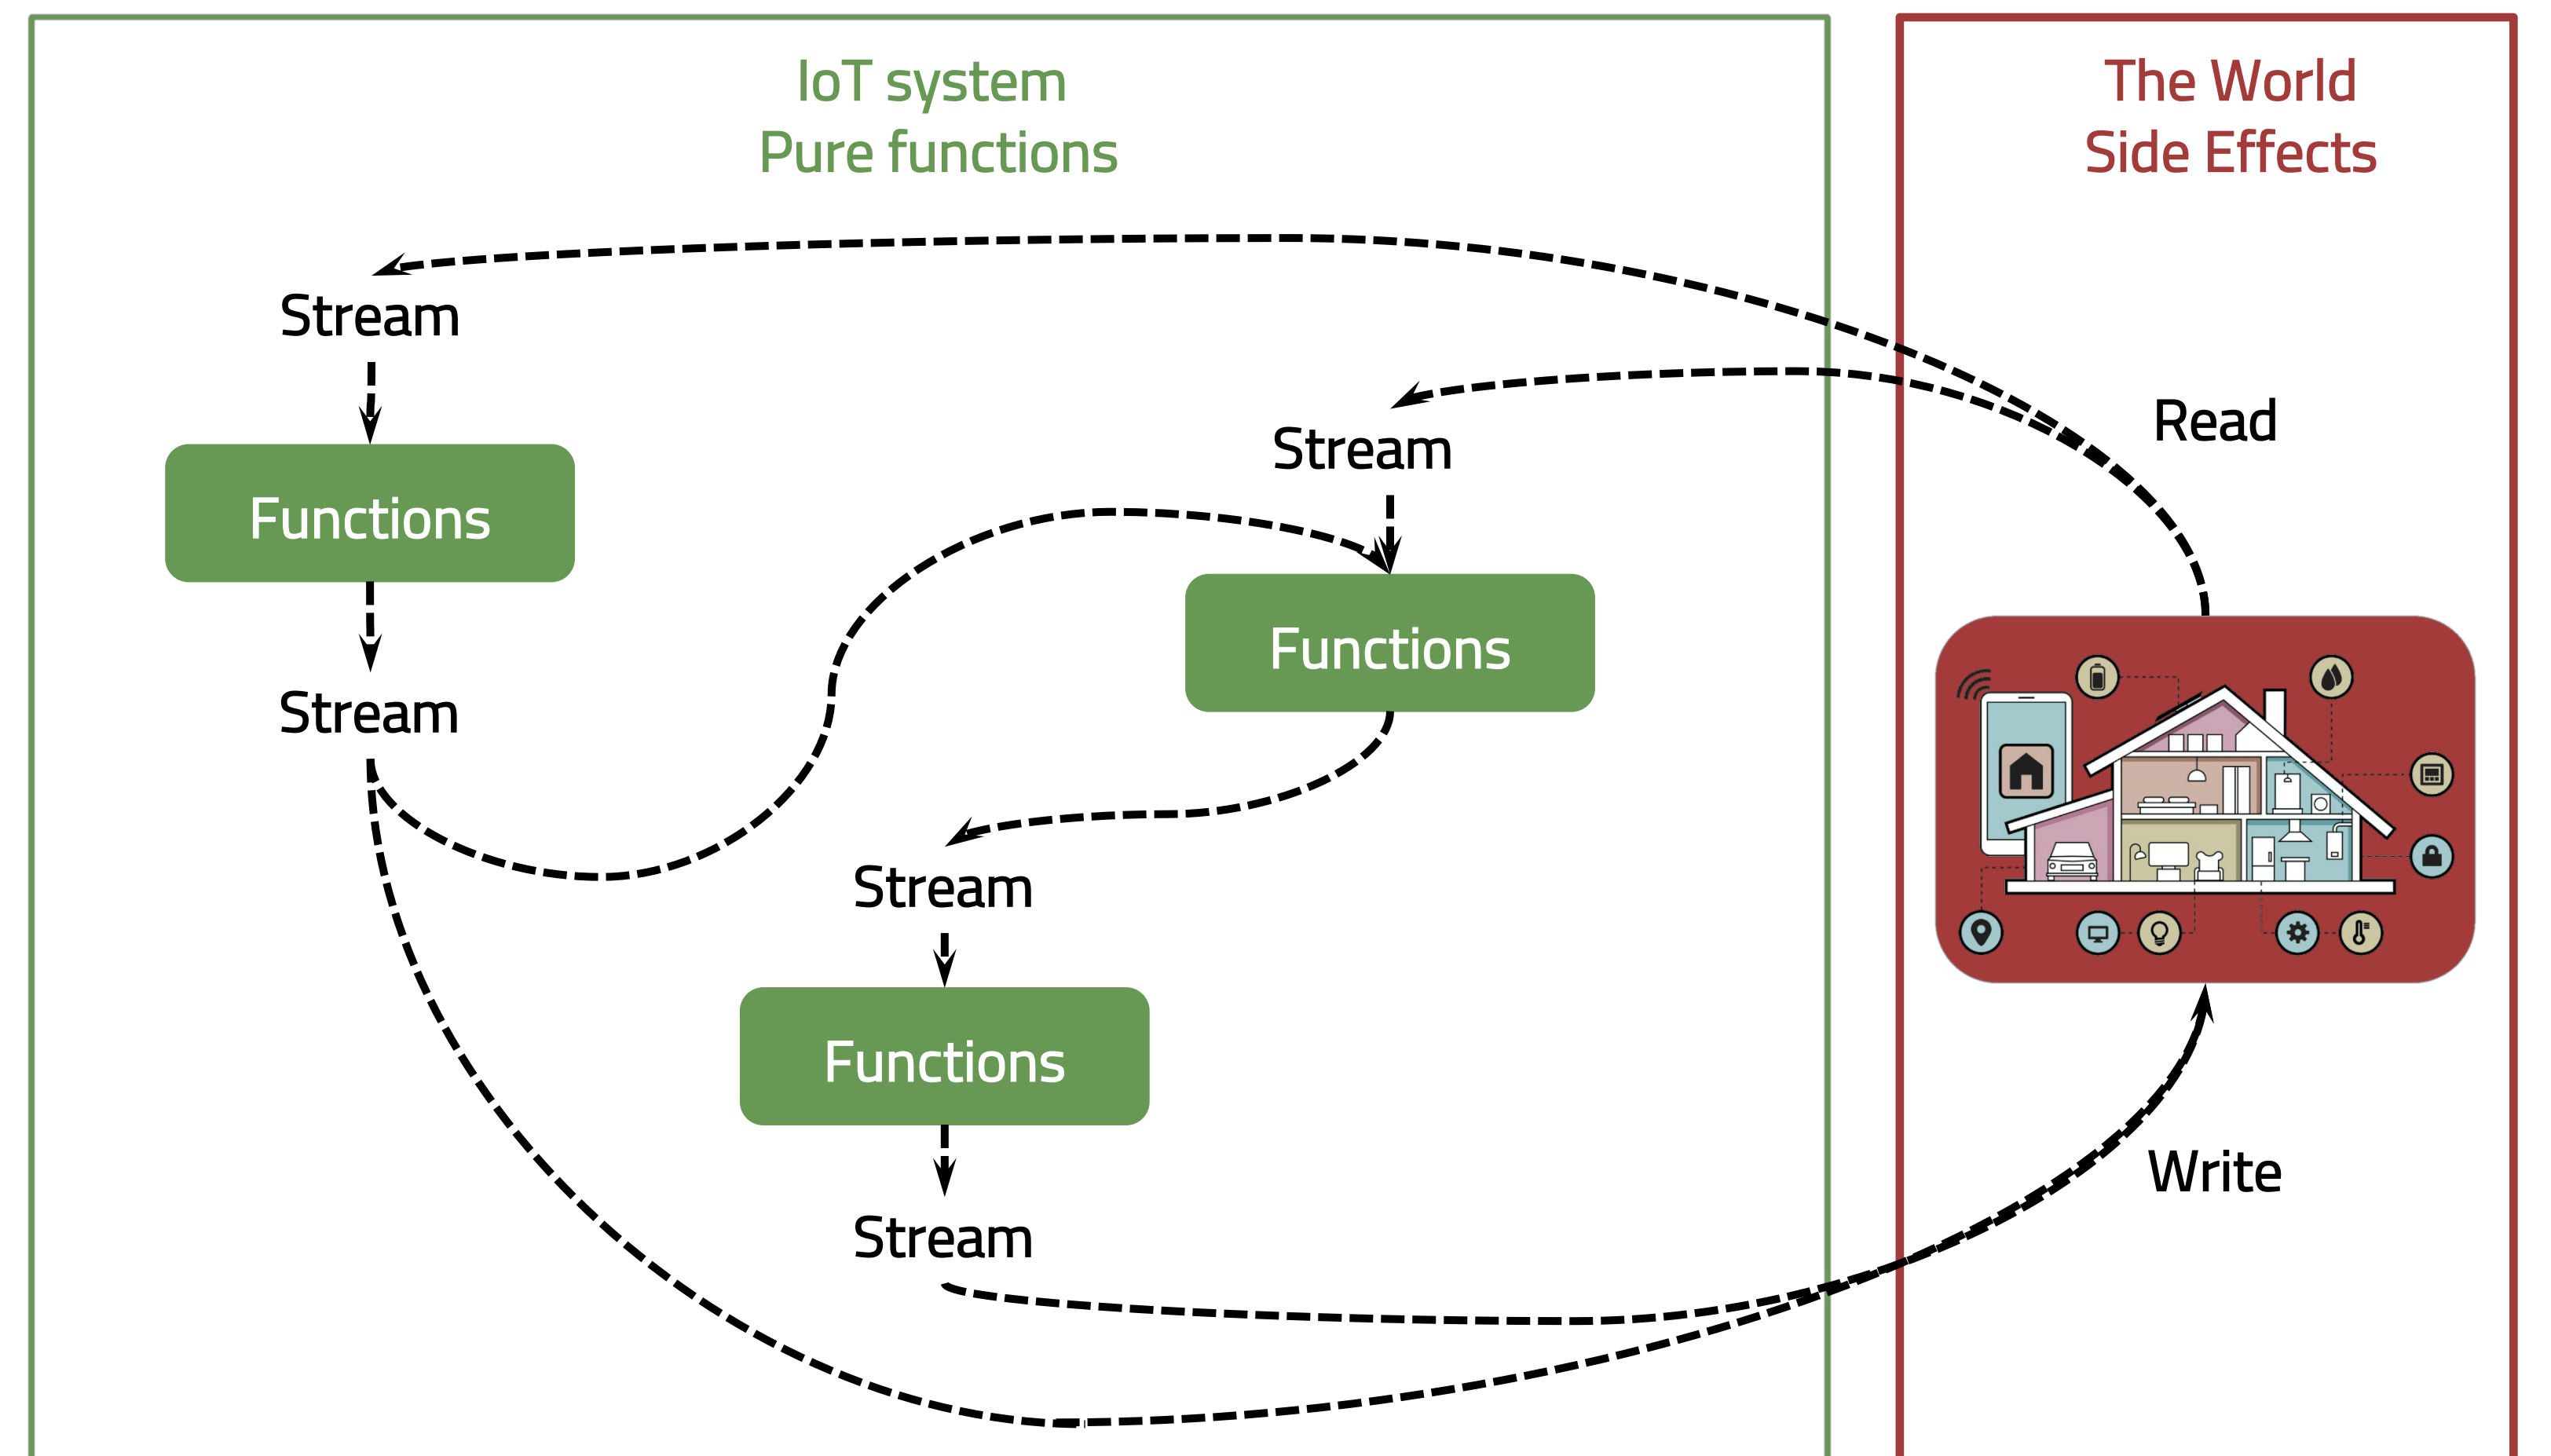 IoT system
Pure functions
The World
Side Effects
Stream
Read
Stream
Functions
Functions
Stream
Stream
Functions
Write
Stream